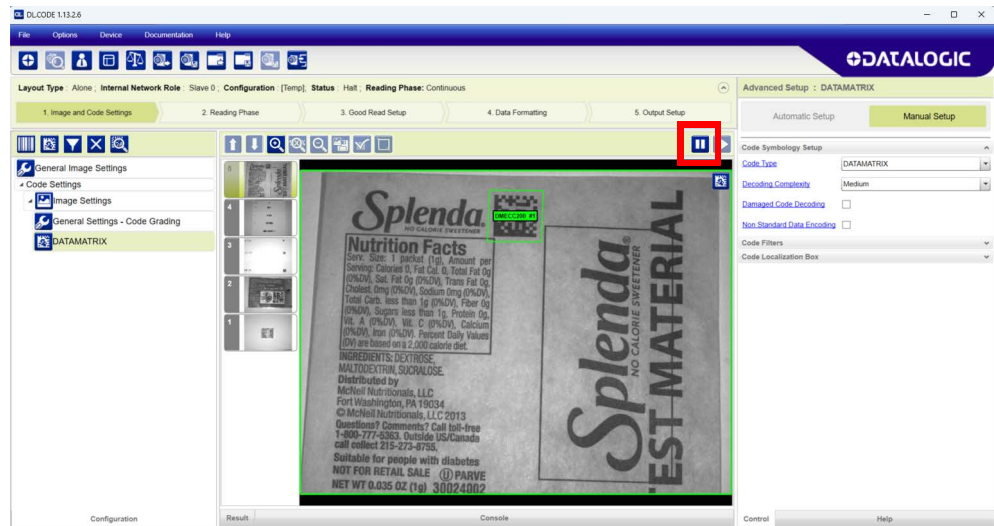 DL.CODE 1.13.2.6
File Options Device Documentation Help
DATALOGIC
Layout Type : Alone ; Internal Network Role : Slave 0 ; Configuration : [Temp]; Status : Halt ; Reading Phase: Continuous
1. Image and Code Settings 2. Reading Phase 3. Good Read Setup 4. Data Formatting 5. Output Setup
General Image Settings
Code Settings
Image Settings
General Settings - Code Grading
DATAMATRIX
Configuration
5
4
3
2
1
Splenda
NO CALORIE SWEETENER
DMECC200 #1
Nutrition Facts
Serv. Size: 1 packet (1g), Amount per
Serving: Calories 0, Fat Cal. 0, Total Fat 0g
(0%DV), Sat. Fat 0g (0%DV), Trans Fat 0g,
Cholest. 0mg (0%DV), Sodium 0mg (0%DV),
Total Carb. less than 1g (0%DV), Fiber 0g
(0%DV), Sugars less than 1g, Protein 0g,
Vit. A (0%DV), Vit. C (0%DV), Calcium
(0%DV), Iron (0%DV). Percent Daily Values
(DV) are based on a 2,000 calorie diet.
INGREDIENTS: DEXTROSE,
MALTODEXTRIN, SUCRALOSE.
Distributed by
McNeil Nutritionals, LLC
Fort Washington, PA 19034
© McNeil Nutritionals, LLC 2013
Questions? Comments? Call toll-free
1-800-777-5363. Outside US/Canada
call collect 215-273-8755.
Suitable for people with diabetes
NOT FOR RETAIL SALE U PARVE
NET WT 0.035 OZ (1g) 30024002
Splenda®
NO CALORIE SWEETENER
EST MATERIAL
Result Console
Advanced Setup : DATAMATRIX
Automatic Setup Manual Setup
Code Symbology Setup
Code Type DATAMATRIX
Decoding Complexity Medium
Damaged Code Decoding
Non Standard Data Encoding
Code Filters
Code Localization Box
Control Help